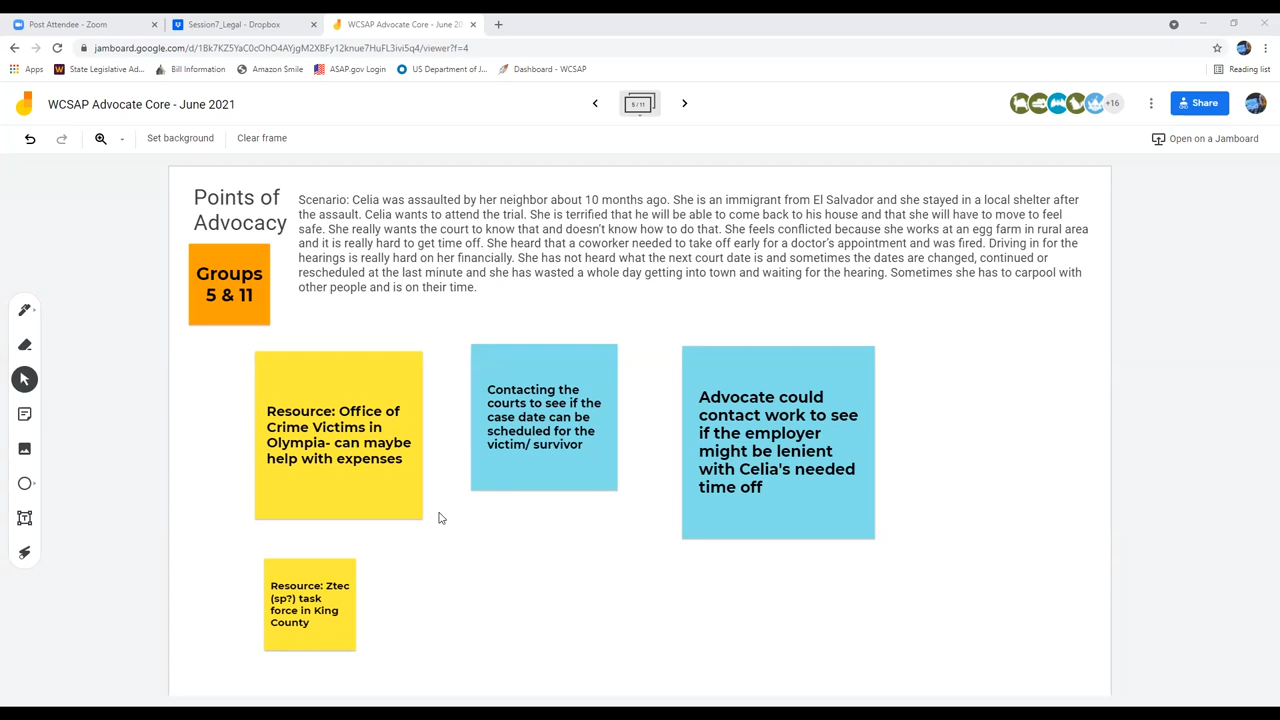 Post Attendee - Zoom
Session7_Legal - Dropbox
WCSAP Advocate Core - June 20
jamboard.google.com/d/1Bk7KZ5YaC0cOhO4AYjgM2XBFy12knue7HuFL3ivi5q4/viewer?f=4
Apps
State Legislative Ad...
Bill Information
Amazon Smile
ASAP.gov Login
US Department of J...
Dashboard - WCSAP
Reading list
WCSAP Advocate Core - June 2021
5 / 11
+16
Share
Set background
Clear frame
Open on a Jamboard
Points of
Advocacy
Scenario: Celia was assaulted by her neighbor about 10 months ago. She is an immigrant from El Salvador and she stayed in a local shelter after
the assault. Celia wants to attend the trial. She is terrified that he will be able to come back to his house and that she will have to move to feel
safe. She really wants the court to know that and doesn't know how to do that. She feels conflicted because she works at an egg farm in rural area
and it is really hard to get time off. She heard that a coworker needed to take off early for a doctor's appointment and was fired. Driving in for the
hearings is really hard on her financially. She has not heard what the next court date is and sometimes the dates are changed, continued or
rescheduled at the last minute and she has wasted a whole day getting into town and waiting for the hearing. Sometimes she has to carpool with
other people and is on their time.
Groups
5 & 11
Resource: Office of
Crime Victims in
Olympia- can maybe
help with expenses
Contacting the
courts to see if the
case date can be
scheduled for the
victim/ survivor
Advocate could
contact work to see
if the employer
might be lenient
with Celia's needed
time off
Resource: Ztec
(sp?) task
force in King
County